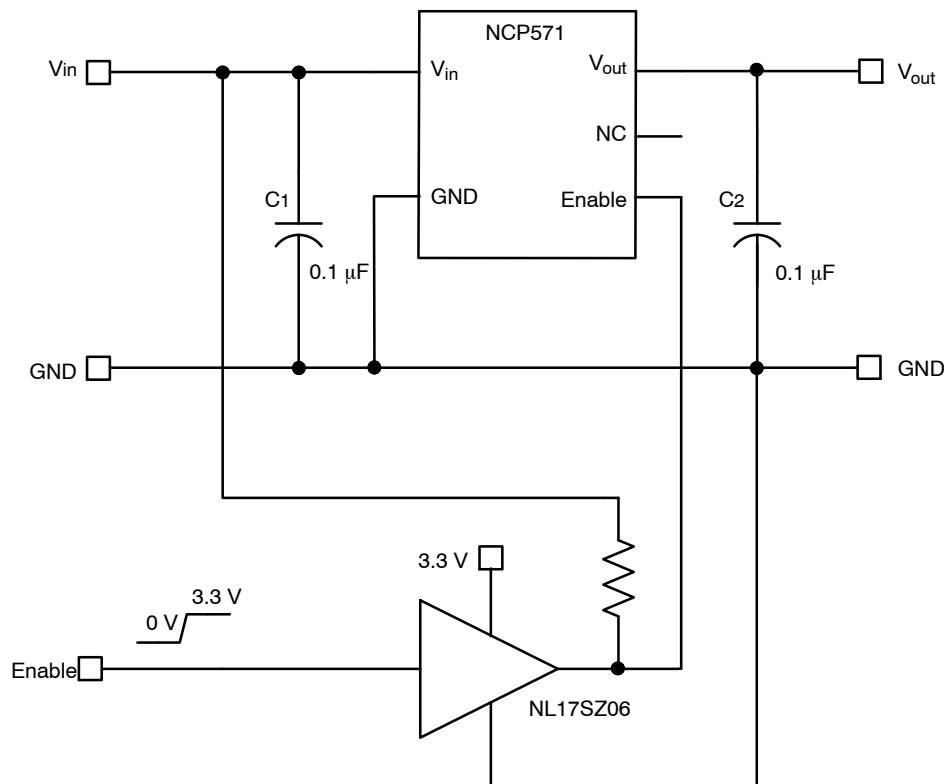 NCP571
Vin
Vin
Vout
Vout
NC
C1
GND
Enable
C2
0.1 μF
0.1 μF
GND
GND
3.3 V
3.3 V
0 V
Enable
NL17SZ06